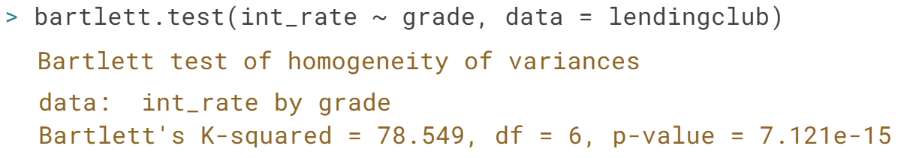 > bartlett.test(int_rate ~ grade, data = lendingclub)
Bartlett test of homogeneity of variances
data:  int_rate by grade
Bartlett's K-squared = 78.549, df = 6, p-value = 7.121e-15